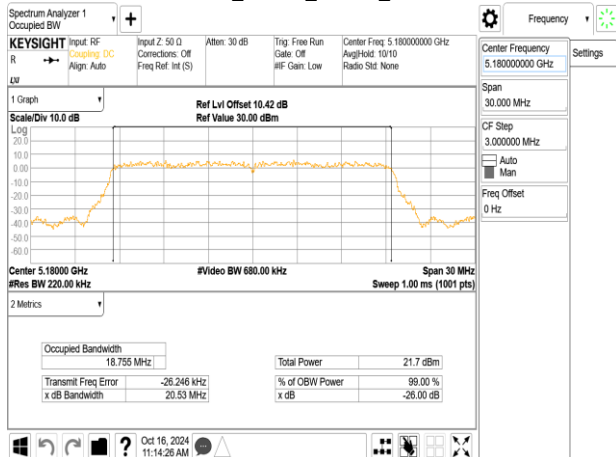 Spectrum Analyzer 1
Occupied BW
Frequency
KEYSIGHT
R
Input: RF
Coupling: DC
Align: Auto
Input Z: 50 Ω
Corrections: Off
Freq Ref: Int (S)
Atten: 30 dB
Trig: Free Run
Gate: Off
#IF Gain: Low
Center Freq: 5.180000000 GHz
Avg|Hold: 10/10
Radio Std: None
Center Frequency
5.180000000 GHz
Settings
Span
30.000 MHz
CF Step
3.000000 MHz
Auto
Man
Freq Offset
0 Hz
1 Graph
Scale/Div 10.0 dB
Ref Lvl Offset 10.42 dB
Ref Value 30.00 dBm
Log
20.0
10.0
0.00
-10.0
-20.0
-30.0
-40.0
-50.0
-60.0
Center 5.18000 GHz
#Res BW 220.00 kHz
#Video BW 680.00 kHz
Span 30 MHz
Sweep 1.00 ms (1001 pts)
2 Metrics
Occupied Bandwidth
18.755 MHz
Total Power 21.7 dBm
Transmit Freq Error -26.246 kHz
% of OBW Power 99.00 %
x dB Bandwidth 20.53 MHz
x dB -26.00 dB
?
Oct 16, 2024
11:14:26 AM